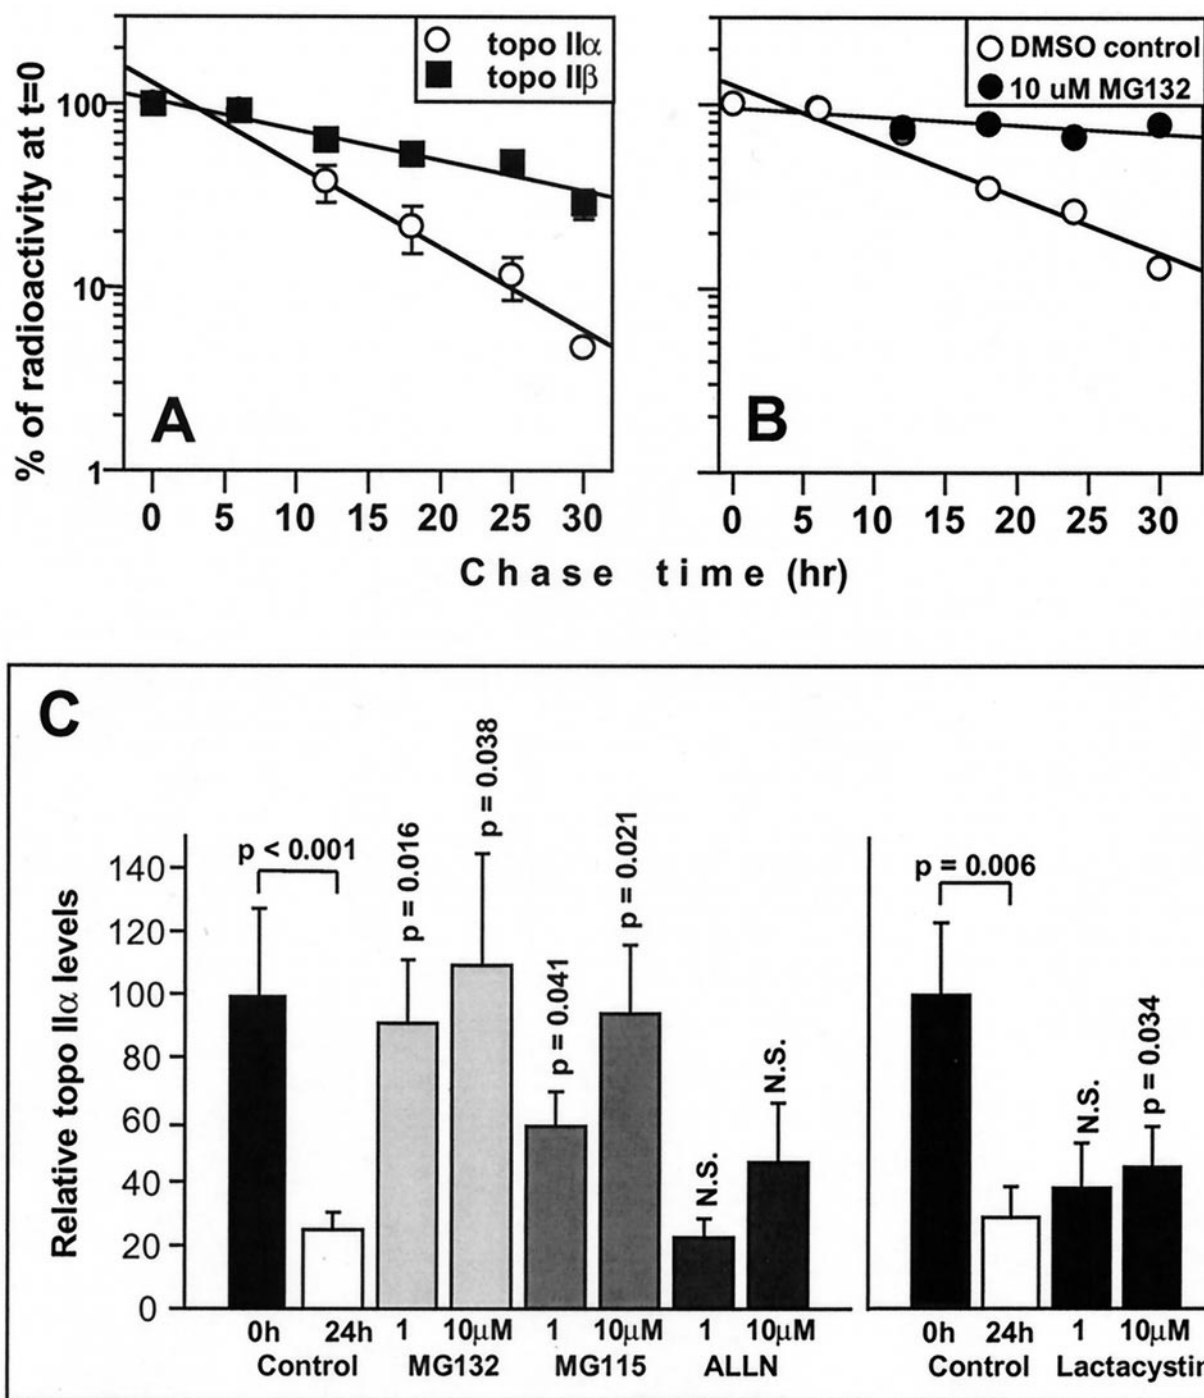 topo IIα
topo IIβ
DMSO control
10 uM MG132
% of radioactivity at t=0
100
10
1
A
B
0 5 10 15 20 25 30
0 5 10 15 20 25 30
Chase time (hr)
C
Relative topo IIα levels
140
120
100
80
60
40
20
0
p < 0.001
p = 0.016
p = 0.038
p = 0.041
p = 0.021
N.S.
N.S.
p = 0.006
N.S.
p = 0.034
0h 24h 1 10μM 1 10μM 1 10μM 0h 24h 1 10μM
Control MG132 MG115 ALLN Control Lactacystin